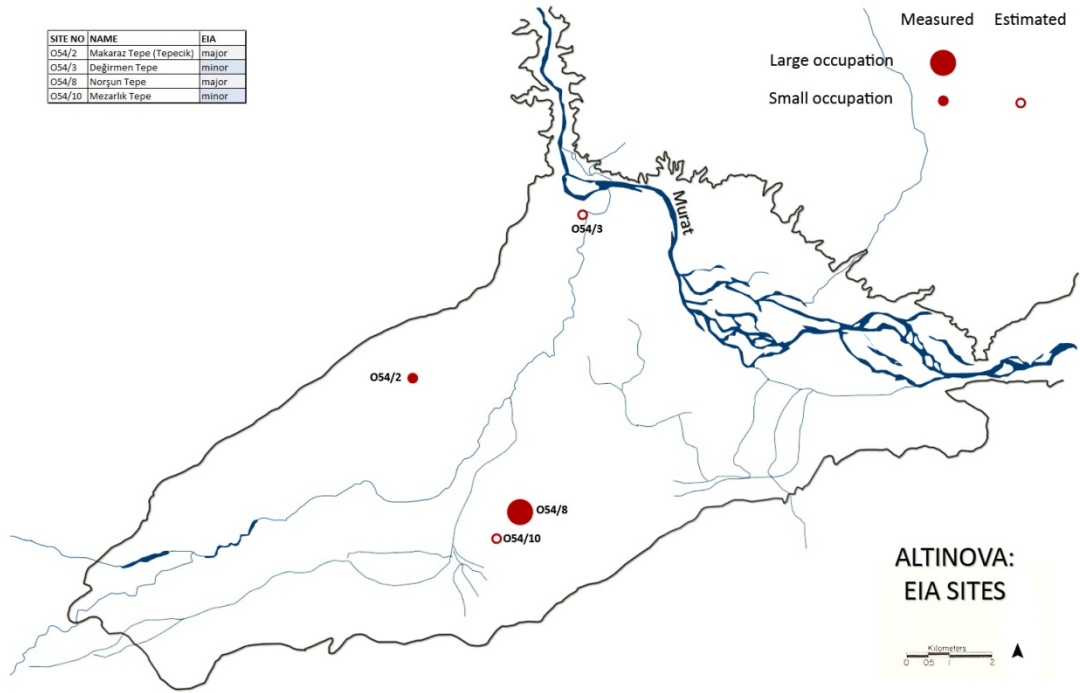 SITE NO NAME EIA
O54/2 Makaraz Tepe (Tepecik) major
O54/3 Değirmen Tepe minor
O54/8 Norşun Tepe major
O54/10 Mezarlık Tepe minor
Measured Estimated
Large occupation
Small occupation
Murat
O54/3
O54/2
O54/8
O54/10
ALTINOVA:
EIA SITES
Kilometers
0 05 1 2